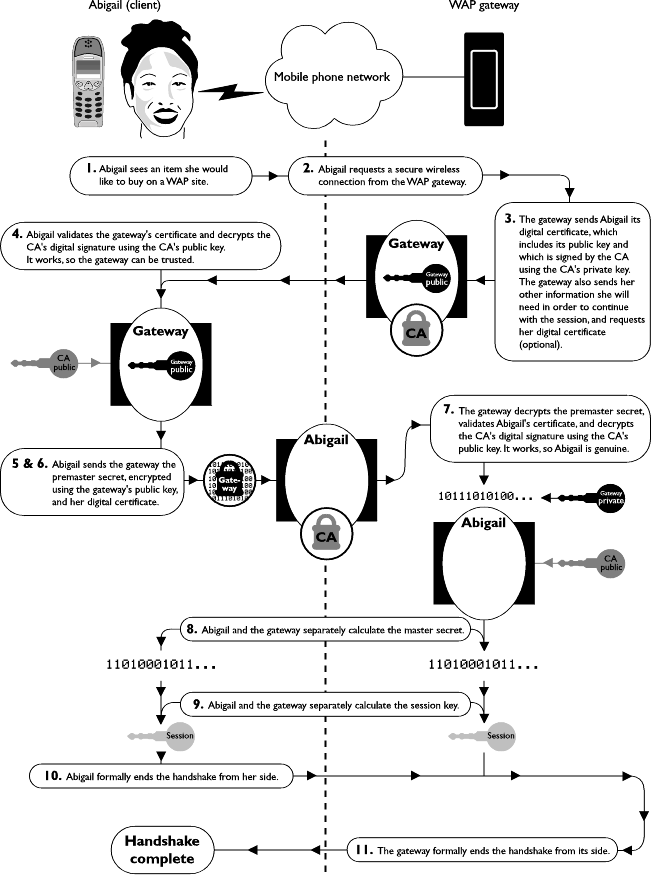 Abigail (client)
WAP gateway
Mobile phone network
1. Abigail sees an item she would
like to buy on a WAP site.
2. Abigail requests a secure wireless
connection from the WAP gateway.
3. The gateway sends Abigail its
digital certificate, which
includes its public key and
which is signed by the CA
using the CA's private key.
The gateway also sends her
other information she will
need in order to continue
with the session, and requests
her digital certificate
(optional).
4. Abigail validates the gateway's certificate and decrypts the
CA's digital signature using the CA's public key.
It works, so the gateway can be trusted.
Gateway
Gateway
public
CA
Gateway
CA
public
Gateway
public
5 & 6. Abigail sends the gateway the
premaster secret, encrypted
using the gateway's public key,
and her digital certificate.
Gate-
way
Abigail
CA
7. The gateway decrypts the premaster secret,
validates Abigail's certificate, and decrypts
the CA's digital signature using the CA's
public key. It works, so Abigail is genuine.
10111010100...
Gateway
private
Abigail
CA
public
8. Abigail and the gateway separately calculate the master secret.
11010001011...
11010001011...
9. Abigail and the gateway separately calculate the session key.
Session
Session
10. Abigail formally ends the handshake from her side.
11. The gateway formally ends the handshake from its side.
Handshake
complete